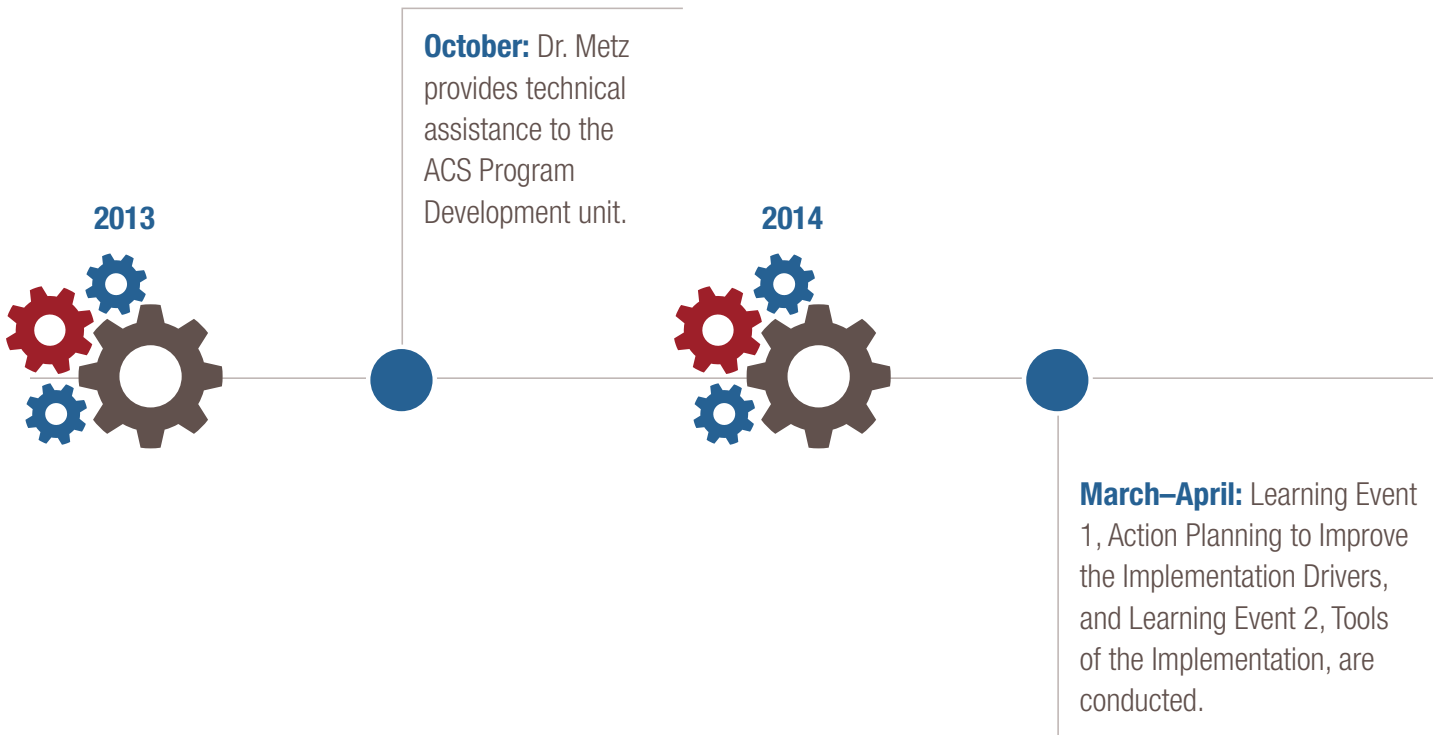 2013
October: Dr. Metz
provides technical
assistance to the
ACS Program
Development unit.
2014
March–April: Learning Event
1, Action Planning to Improve
the Implementation Drivers,
and Learning Event 2, Tools
of the Implementation, are
conducted.